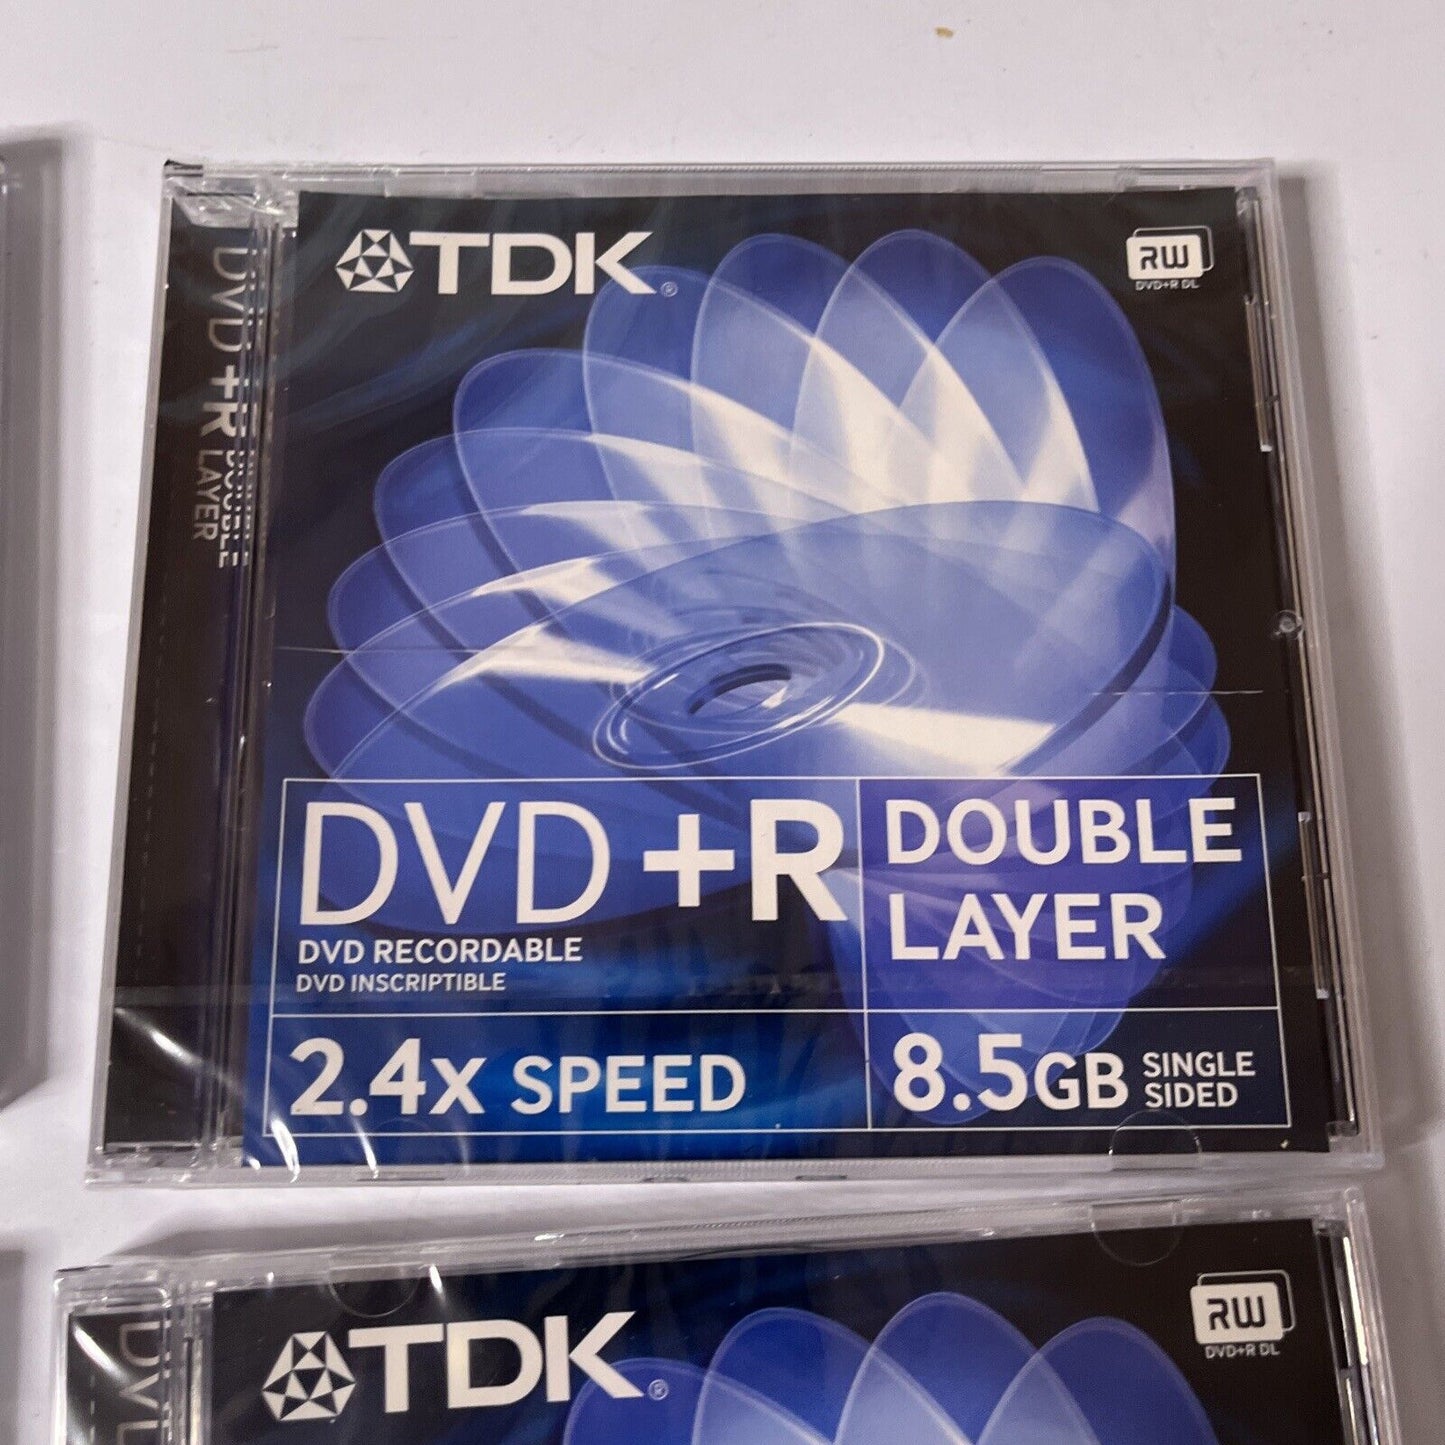 TDK®
RW
DVD+R DL
DVD +R DOUBLE
LAYER
DVD +R
DVD RECORDABLE
DVD INSCRIPTIBLE
DOUBLE
LAYER
2.4x SPEED
8.5GB SINGLE
SIDED
TDK®
RW
DVD+R DL